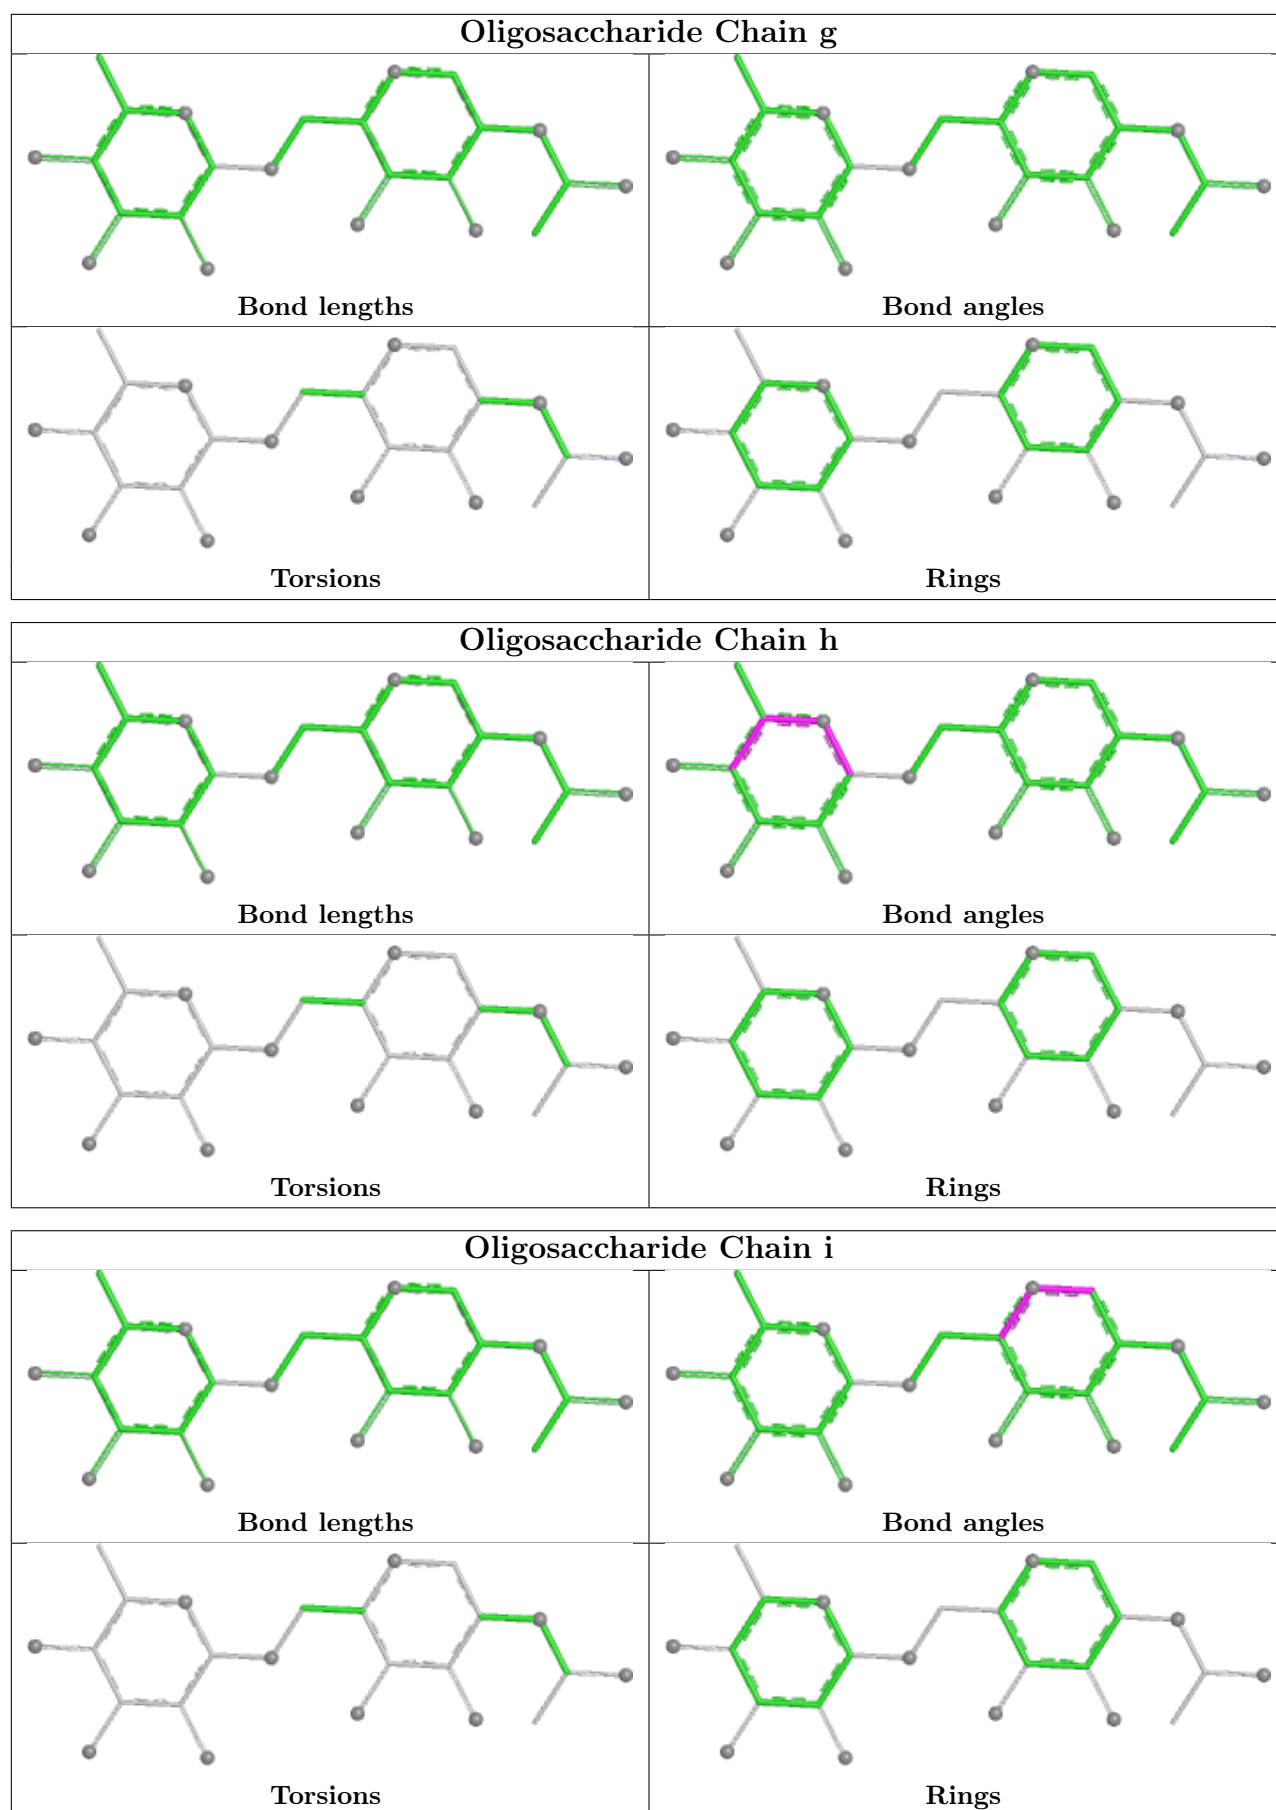 Oligosaccharide Chain g
Bond lengths
Bond angles
Torsions
Rings
Oligosaccharide Chain h
Bond lengths
Bond angles
Torsions
Rings
Oligosaccharide Chain i
Bond lengths
Bond angles
Torsions
Rings